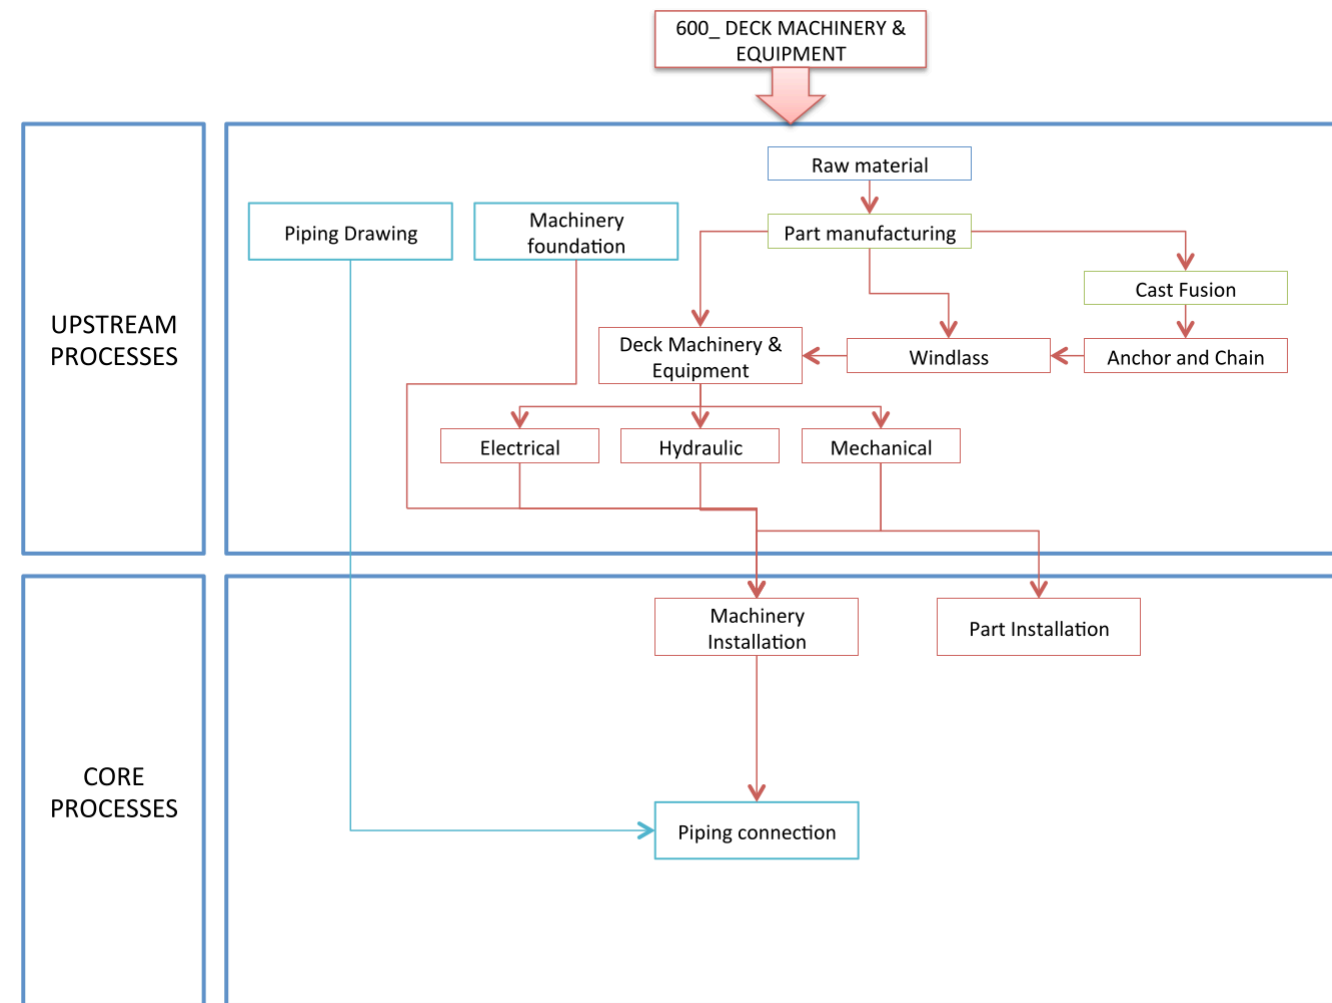 600_ DECK MACHINERY &
EQUIPMENT
Raw material
Piping Drawing
Machinery
foundation
Part manufacturing
Cast Fusion
UPSTREAM
PROCESSES
Deck Machinery &
Equipment
Windlass
Anchor and Chain
Electrical
Hydraulic
Mechanical
Machinery
Installation
Part Installation
CORE
PROCESSES
Piping connection